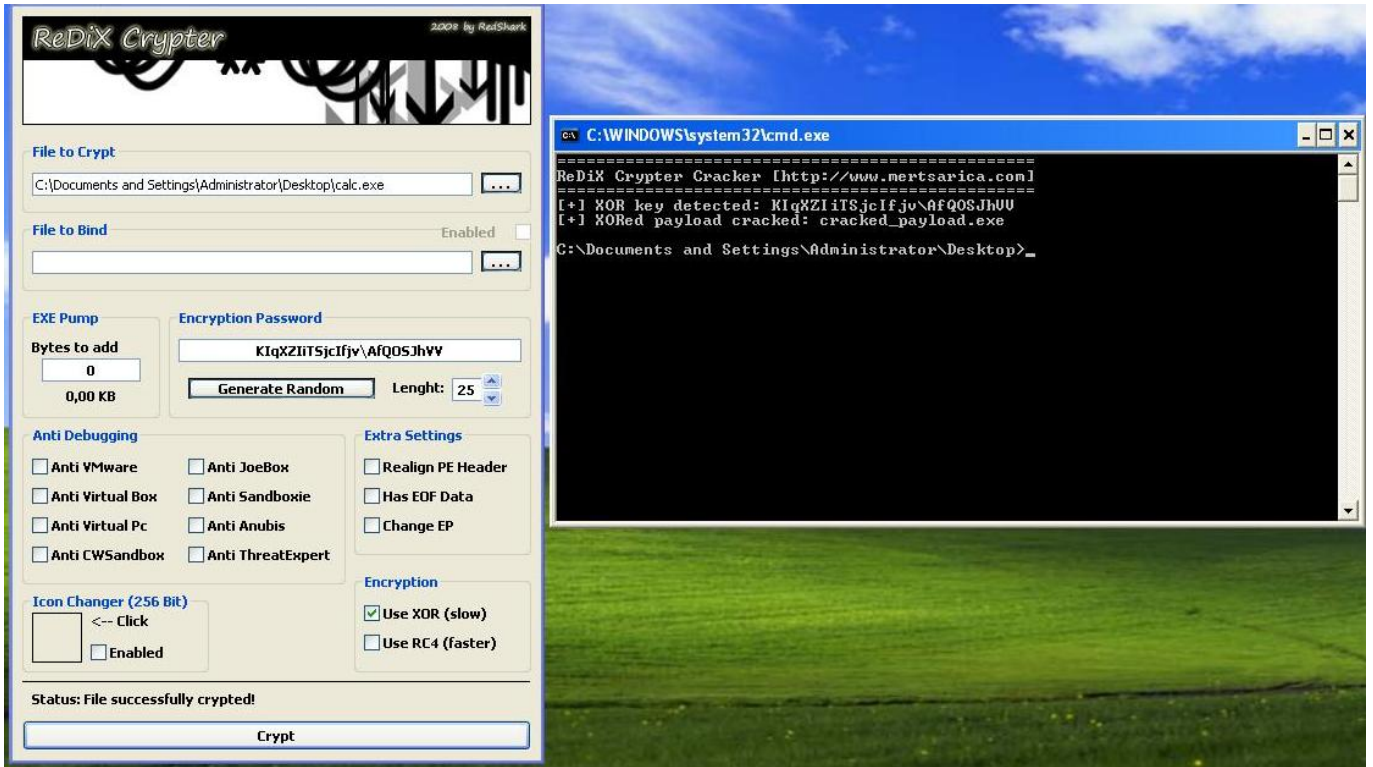 ReDiX Crypter
2008 by RedShark
File to Crypt
C:\Documents and Settings\Administrator\Desktop\calc.exe
...
File to Bind
Enabled
...
EXE Pump
Bytes to add
0
0,00 KB
Encryption Password
KIqXZIiTSjcIfjv\AfQOSJhVV
Generate Random
Lenght: 25
Anti Debugging
Anti VMware
Anti JoeBox
Anti Virtual Box
Anti Sandboxie
Anti Virtual Pc
Anti Anubis
Anti CWSandbox
Anti ThreatExpert
Extra Settings
Realign PE Header
Has EOF Data
Change EP
Icon Changer (256 Bit)
<-- Click
Enabled
Encryption
Use XOR (slow)
Use RC4 (faster)
Status: File successfully crypted!
Crypt
C:\WINDOWS\system32\cmd.exe
==================================================
ReDiX Crypter Cracker [http://www.mertsarica.com]
==================================================
[+] XOR key detected: KIqXZIiTSjcIfjv\AfQOSJhVV
[+] XORed payload cracked: cracked_payload.exe
C:\Documents and Settings\Administrator\Desktop>_